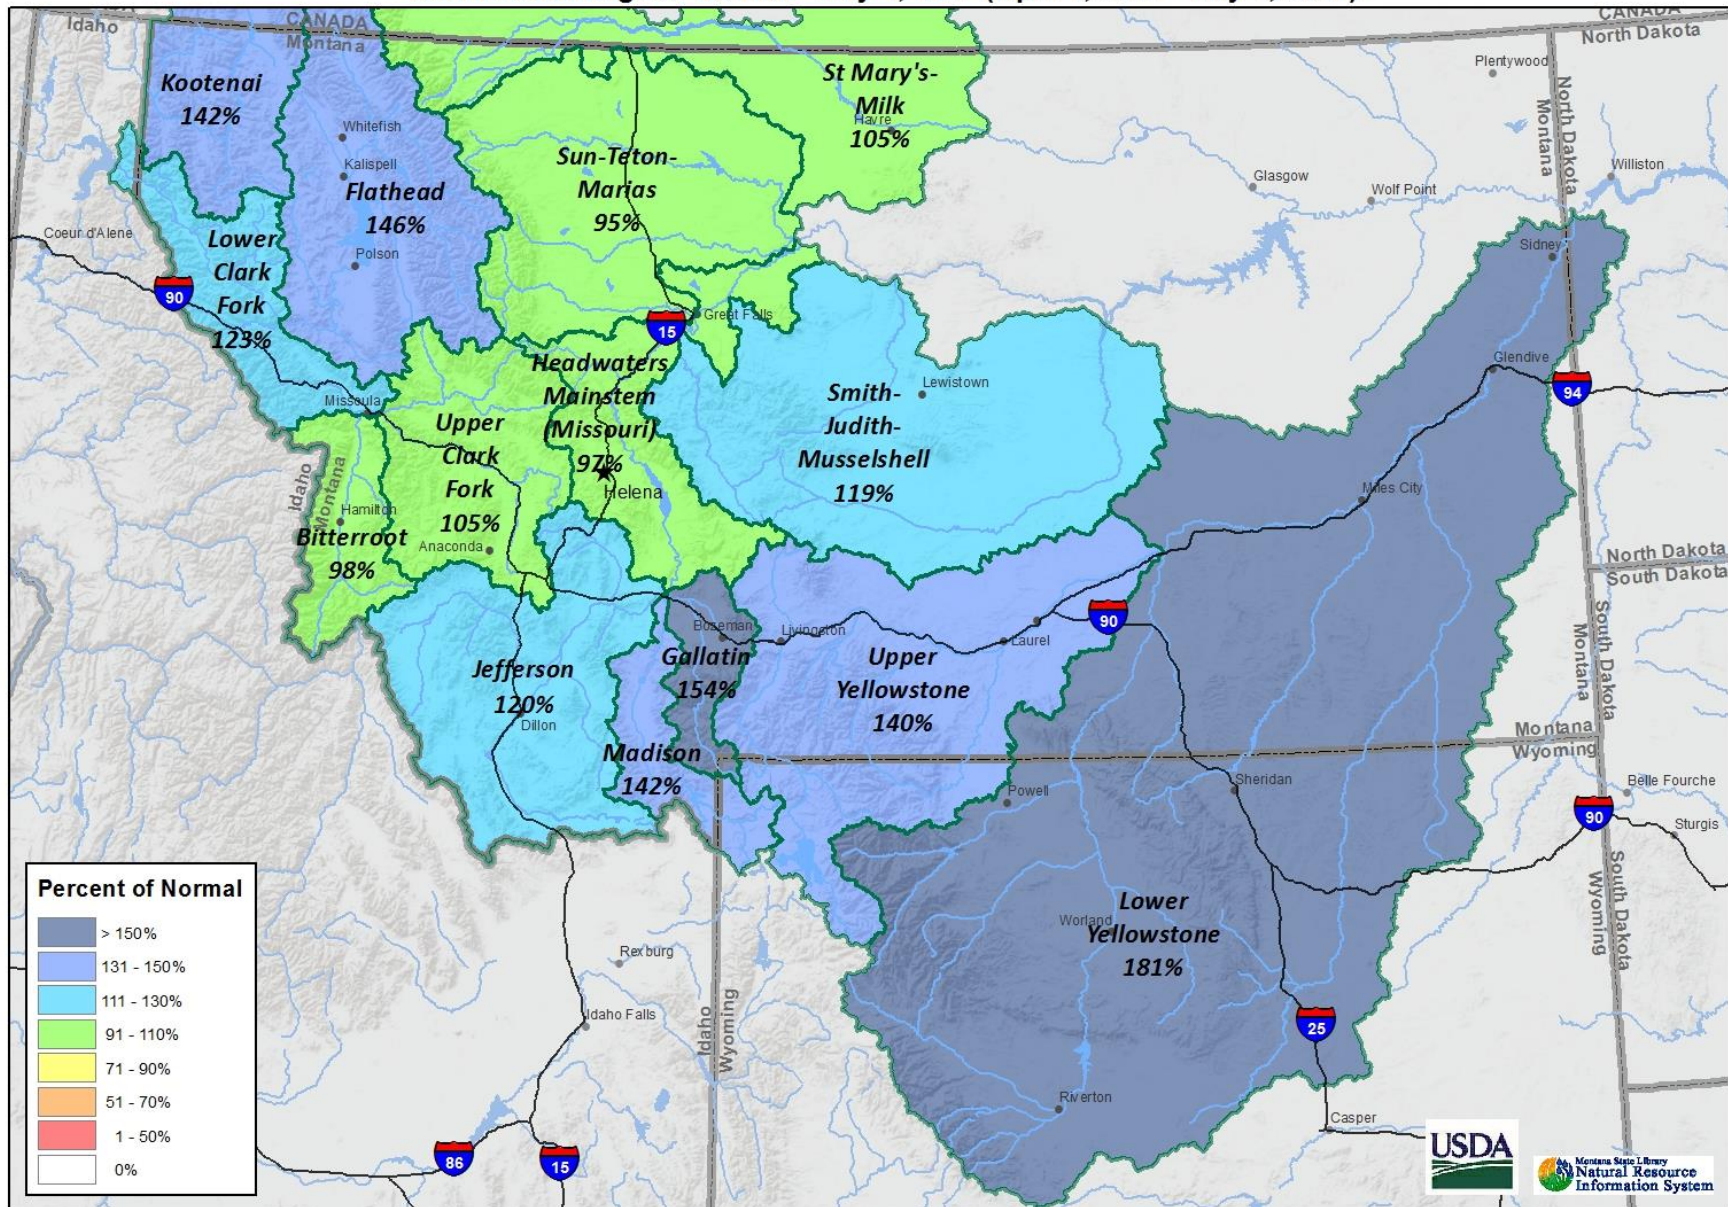 CANADA
Idaho
CANADA
Montana
CANADA
North Dakota
Kootenai
142%
Whitefish
Kalispell
Flathead
146%
Polson
St Mary's-
Milk
Havre
105%
Sun-Teton-
Marias
95%
Plentywood
North Dakota
Montana
Williston
Glasgow
Wolf Point
Sidney
Coeur d'Alene
Lower
Clark
Fork
123%
90
15
Great Falls
Glendive
94
Headwaters
Mainstem
(Missouri)
97%
Helena
Smith-
Judith-
Musselshell
119%
Lewistown
Missoula
Upper
Clark
Fork
105%
Anaconda
Idaho
Montana
Hamilton
Bitterroot
98%
Miles City
North Dakota
South Dakota
South Dakota
Montana
90
Bozeman
Livingston
Laurel
Jefferson
120%
Dillon
Gallatin
154%
Upper
Yellowstone
140%
Madison
142%
Montana
Wyoming
Powell
Sheridan
Belle Fourche
90
Sturgis
South Dakota
Wyoming
Lower
Worland
Yellowstone
181%
Rexburg
Idaho Falls
Idaho
Wyoming
25
Riverton
Casper
86
15
Percent of Normal
> 150%
131 - 150%
111 - 130%
91 - 110%
71 - 90%
51 - 70%
1 - 50%
0%
USDA
Montana State Library
Natural Resource
Information System